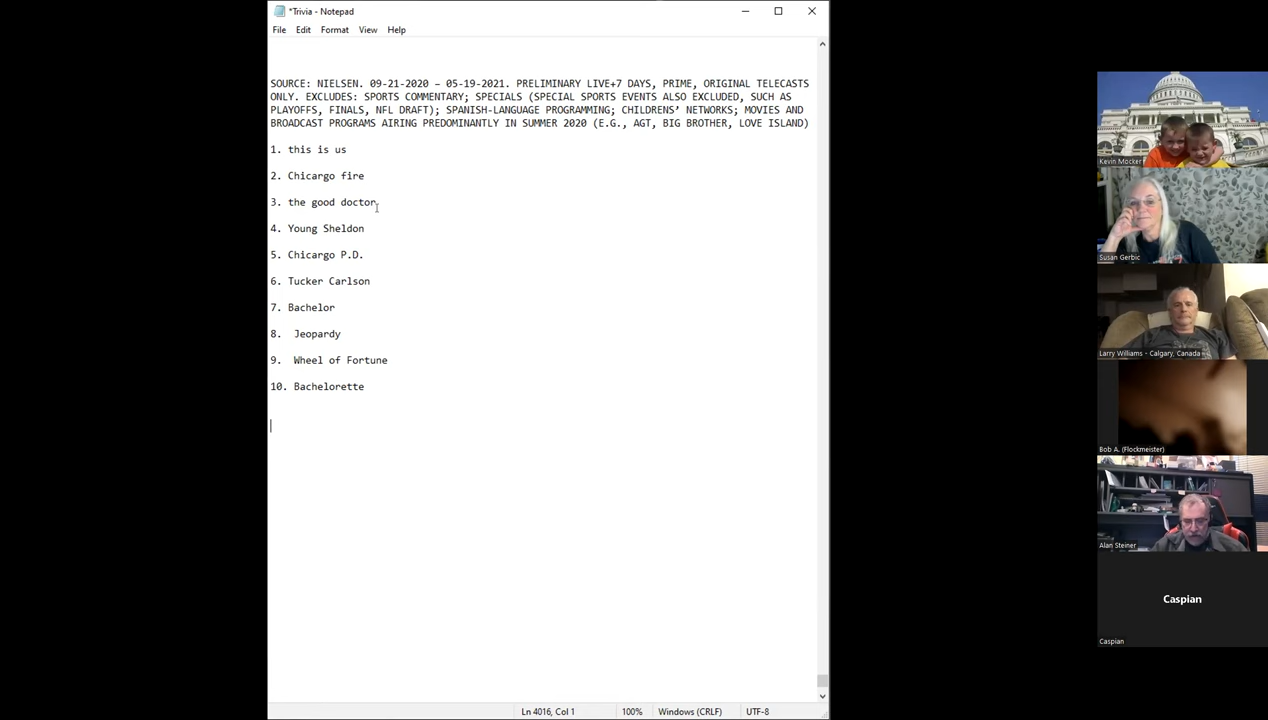 *Trivia - Notepad
File Edit Format View Help
SOURCE: NIELSEN. 09-21-2020 – 05-19-2021. PRELIMINARY LIVE+7 DAYS, PRIME, ORIGINAL TELECASTS
ONLY. EXCLUDES: SPORTS COMMENTARY; SPECIALS (SPECIAL SPORTS EVENTS ALSO EXCLUDED, SUCH AS
PLAYOFFS, FINALS, NFL DRAFT); SPANISH-LANGUAGE PROGRAMMING; CHILDRENS’ NETWORKS; MOVIES AND
BROADCAST PROGRAMS AIRING PREDOMINANTLY IN SUMMER 2020 (E.G., AGT, BIG BROTHER, LOVE ISLAND)
1. this is us
2. Chicargo fire
3. the good doctor
4. Young Sheldon
5. Chicargo P.D.
6. Tucker Carlson
7. Bachelor
8. Jeopardy
9. Wheel of Fortune
10. Bachelorette
Ln 4016, Col 1 100% Windows (CRLF) UTF-8
Kevin Mocker
Susan Gerbic
Larry Williams - Calgary, Canada
Bob A. (Flockmeister)
Alan Steiner
Caspian
Caspian